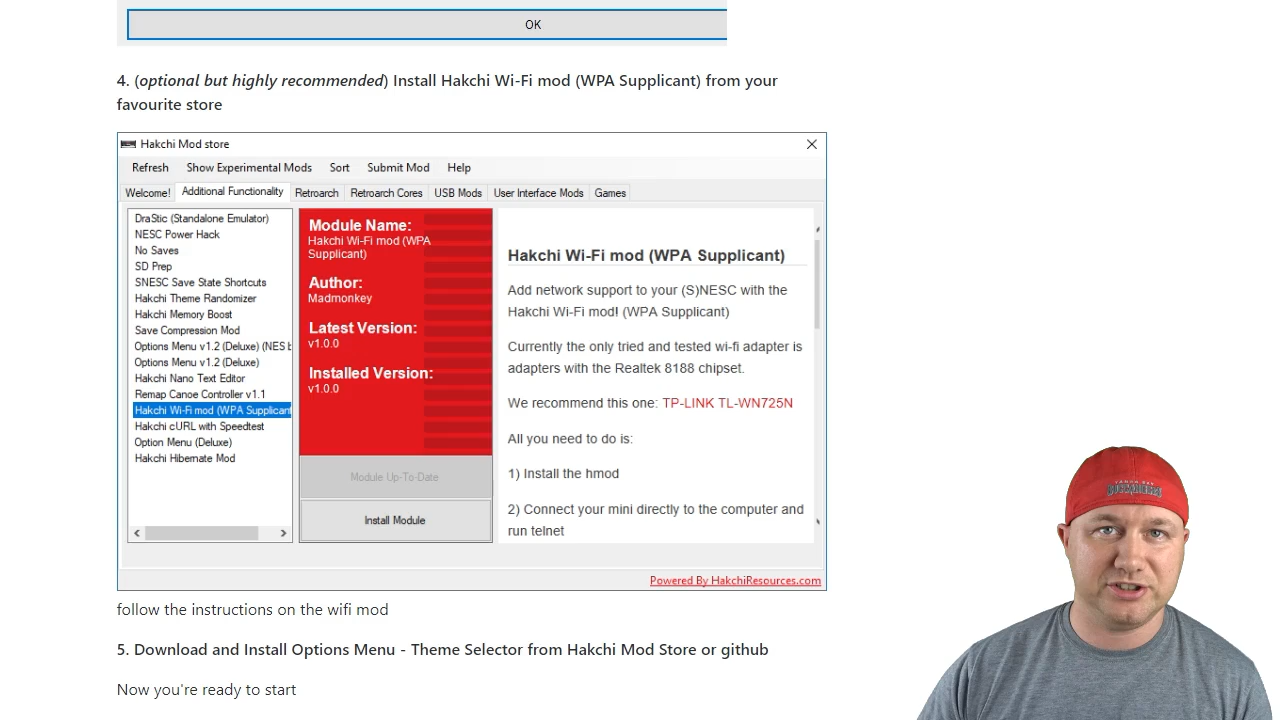 OK
4. (optional but highly recommended) Install Hakchi Wi-Fi mod (WPA Supplicant) from your
favourite store
Hakchi Mod store
Refresh Show Experimental Mods Sort Submit Mod Help
Welcome! Additional Functionality Retroarch Retroarch Cores USB Mods User Interface Mods Games
DraStic (Standalone Emulator)
NESC Power Hack
No Saves
SD Prep
SNESC Save State Shortcuts
Hakchi Theme Randomizer
Hakchi Memory Boost
Save Compression Mod
Options Menu v1.2 (Deluxe) (NES
Options Menu v1.2 (Deluxe)
Hakchi Nano Text Editor
Remap Canoe Controller v1.1
Hakchi Wi-Fi mod (WPA Supplicant
Hakchi cURL with Speedtest
Option Menu (Deluxe)
Hakchi Hibernate Mod
Module Name:
Hakchi Wi-Fi mod (WPA
Supplicant)
Author:
Madmonkey
Latest Version:
v1.0.0
Installed Version:
v1.0.0
Module Up-To-Date
Install Module
Hakchi Wi-Fi mod (WPA Supplicant)
Add network support to your (S)NESC with the
Hakchi Wi-Fi mod! (WPA Supplicant)
Currently the only tried and tested wi-fi adapter is
adapters with the Realtek 8188 chipset.
We recommend this one: TP-LINK TL-WN725N
All you need to do is:
1) Install the hmod
2) Connect your mini directly to the computer and
run telnet
Powered By HakchiResources.com
follow the instructions on the wifi mod
5. Download and Install Options Menu - Theme Selector from Hakchi Mod Store or github
Now you're ready to start
TAMPA BAY
BUCCANEERS